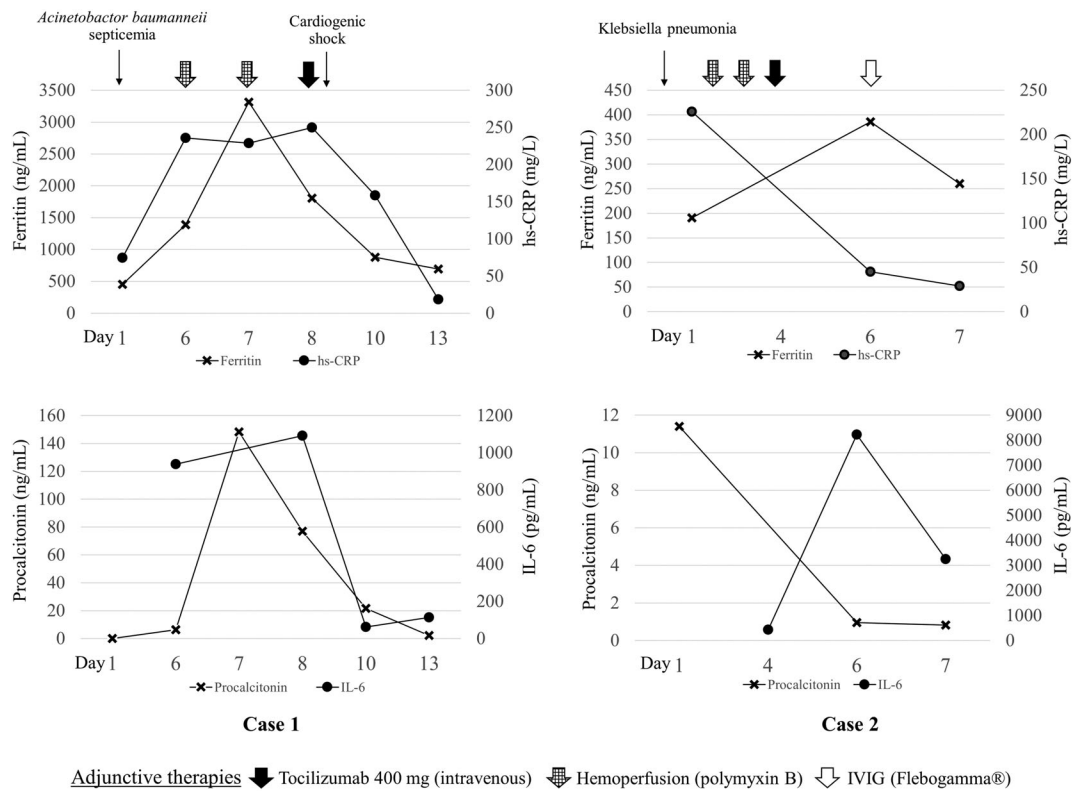 Acinetobactor baumanneii
septicemia
Cardiogenic
shock
3500
3000
2500
2000
1500
1000
500
0
Ferritin (ng/mL)
300
250
200
150
100
50
0
hs-CRP (mg/L)
Day 1 6 7 8 10 13
Ferritin hs-CRP
Klebsiella pneumonia
450
400
350
300
250
200
150
100
50
0
Ferritin (ng/mL)
250
200
150
100
50
0
hs-CRP (mg/L)
Day 1 4 6 7
Ferritin hs-CRP
160
140
120
100
80
60
40
20
0
Procalcitonin (ng/mL)
1200
1000
800
600
400
200
0
IL-6 (pg/mL)
Day 1 6 7 8 10 13
Procalcitonin IL-6
Case 1
12
10
8
6
4
2
0
Procalcitonin (ng/mL)
9000
8000
7000
6000
5000
4000
3000
2000
1000
0
IL-6 (pg/mL)
Day 1 4 6 7
Procalcitonin IL-6
Case 2
Adjunctive therapies Tocilizumab 400 mg (intravenous) Hemoperfusion (polymyxin B) IVIG (Flebogamma®)